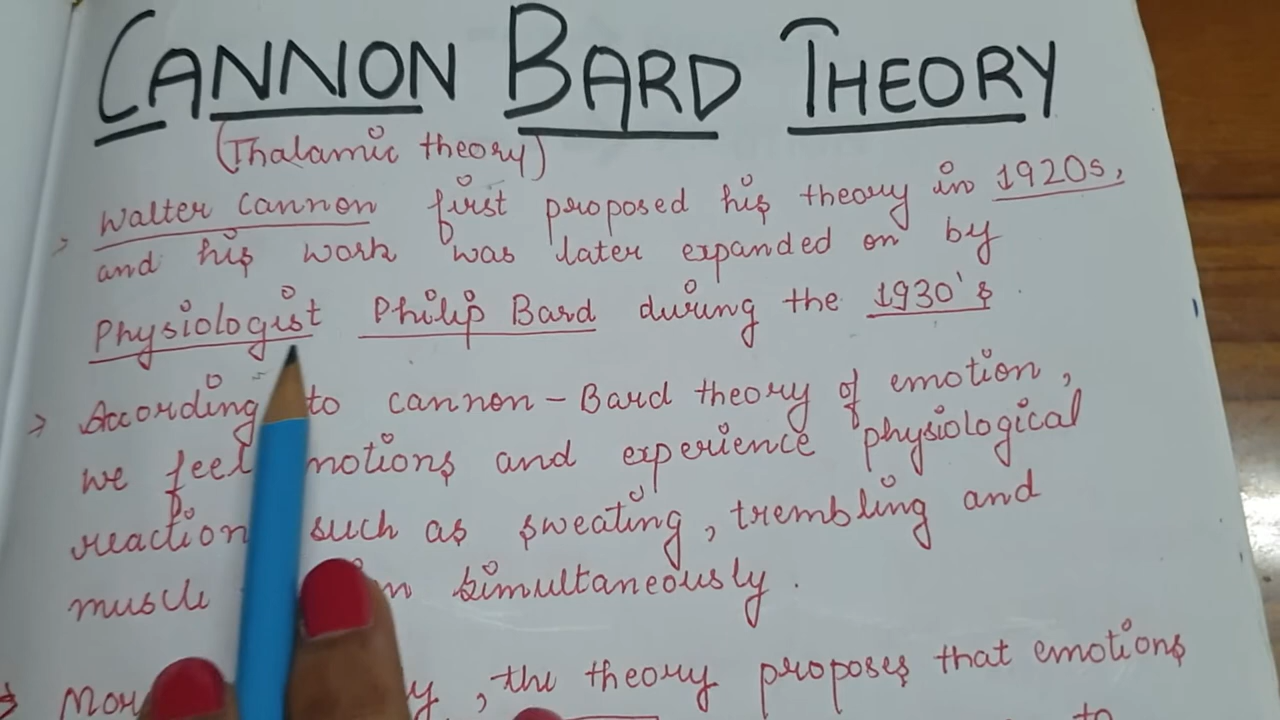 CANNON BARD THEORY
(Thalamic theory)
Walter Cannon first proposed his theory in 1920s,
and his work was later expanded on by
Physiologist Philip Bard during the 1930's
According to cannon-Bard theory of emotion,
we feel and experience physiological
such as sweating, trembling and
muscle simultaneously.
, the theory proposes that emotions
to